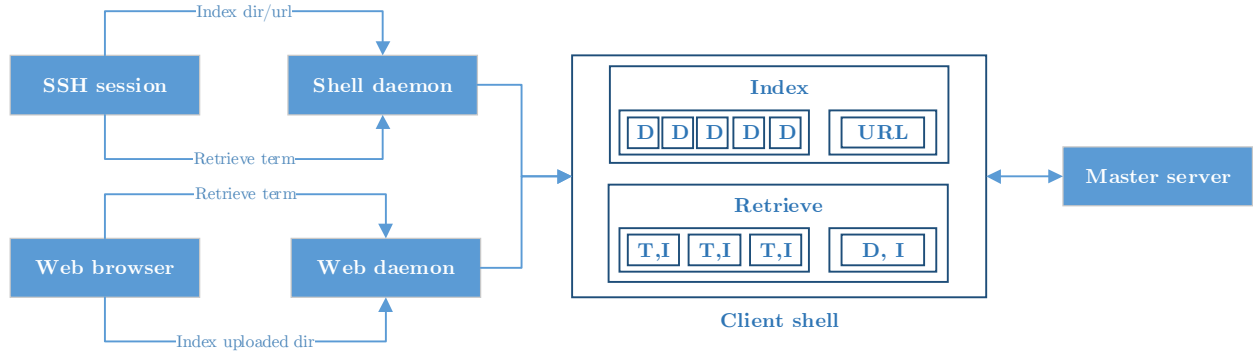 Index dir/url
SSH session
Shell daemon
Retrieve term
Retrieve term
Web browser
Web daemon
Index uploaded dir
Index
D D D D D
URL
Retrieve
T,I T,I T,I
D, I
Client shell
Master server